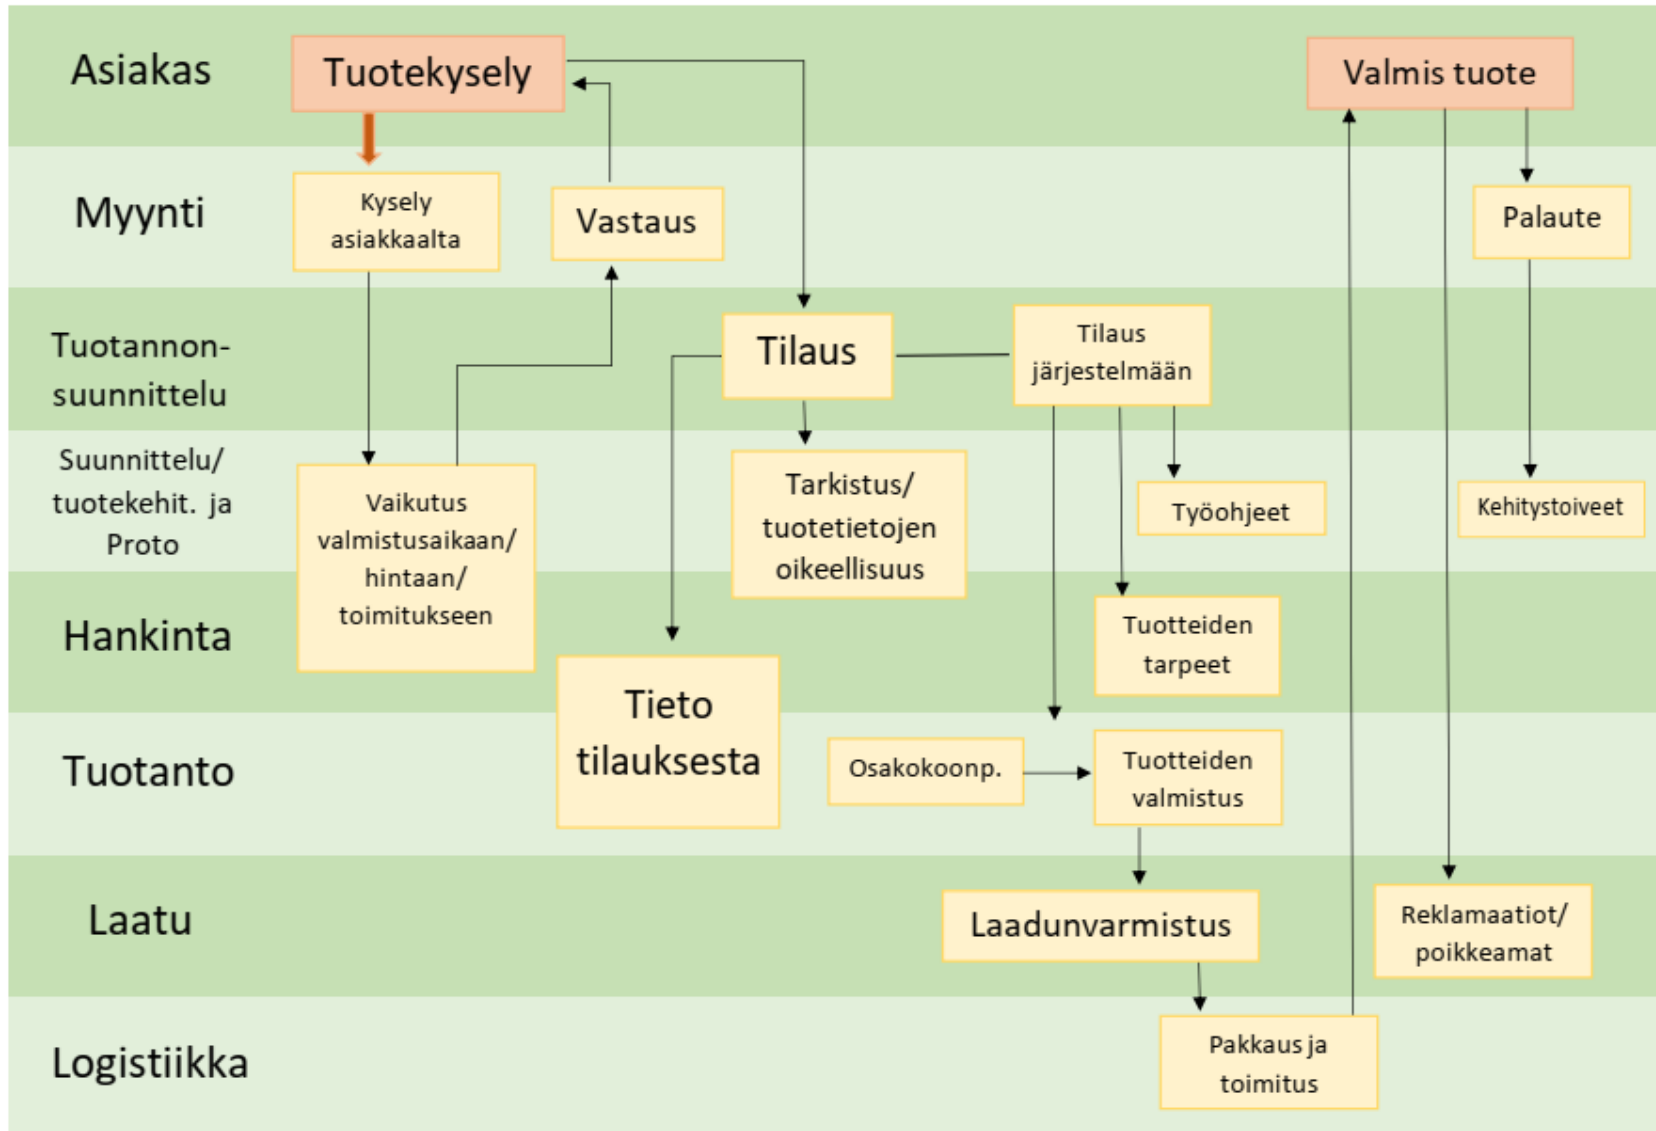 Asiakas
Tuotekysely
Valmis tuote
Myynti
Kysely
asiakkaalta
Vastaus
Palaute
Tuotannon-
suunnittelu
Tilaus
Tilaus
järjestelmään
Suunnittelu/
tuotekehit. ja
Proto
Vaikutus
valmistusaikaan/
hintaan/
toimitukseen
Tarkistus/
tuotetietojen
oikeellisuus
Työohjeet
Kehitystoiveet
Hankinta
Tuotteiden
tarpeet
Tieto
tilauksesta
Tuotanto
Osakokoonp.
Tuotteiden
valmistus
Laatu
Laadunvarmistus
Reklamaatiot/
poikkeamat
Logistiikka
Pakkaus ja
toimitus